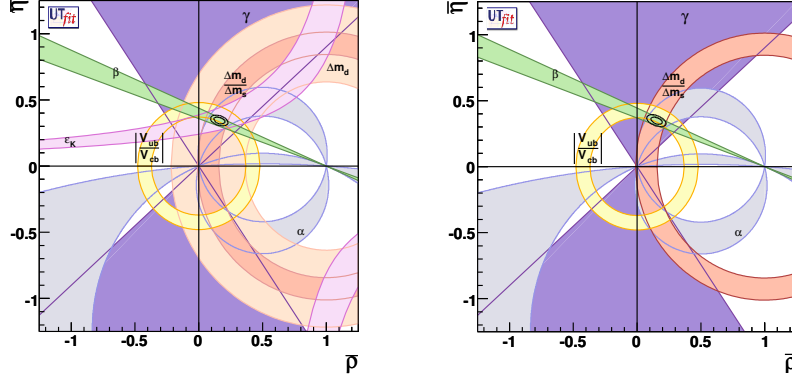 η̄
UTfit
γ
1
β
Δm_d
Δm_s
Δm_d
0.5
ε_K
|V_ub|
|V_cb|
0
α
-0.5
-1
-1 -0.5 0 0.5 1
ρ̄
η̄
UTfit
γ
1
β
Δm_d
Δm_s
0.5
|V_ub|
|V_cb|
0
α
-0.5
-1
-1 -0.5 0 0.5 1
ρ̄